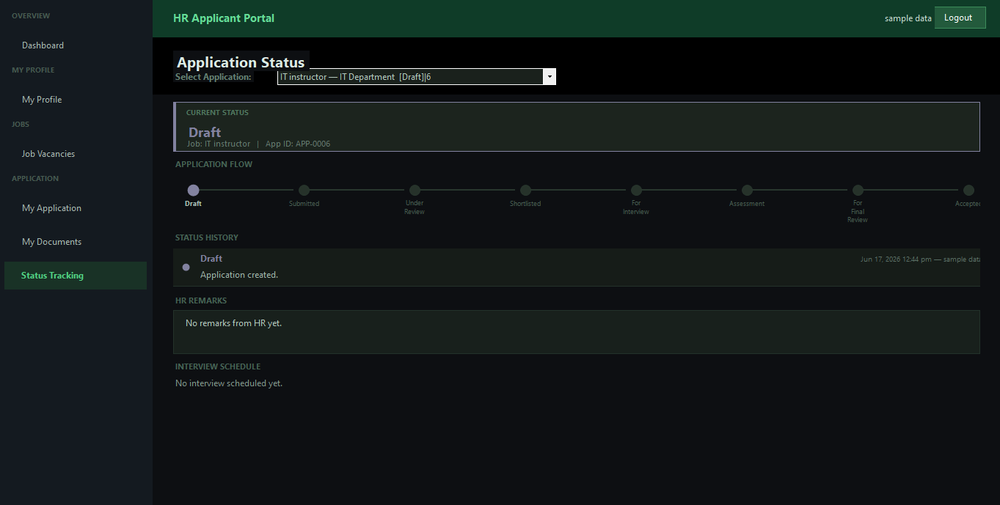 OVERVIEW
Dashboard
MY PROFILE
My Profile
JOBS
Job Vacancies
APPLICATION
My Application
My Documents
Status Tracking
HR Applicant Portal
sample data
Logout
Application Status
Select Application:
IT instructor — IT Department [Draft]|6
CURRENT STATUS
Draft
Job: IT instructor | App ID: APP-0006
APPLICATION FLOW
Draft
Submitted
Under
Review
Shortlisted
For
Interview
Assessment
For
Final
Review
Accepted
STATUS HISTORY
Draft
Jun 17, 2026 12:44 pm — sample data
Application created.
HR REMARKS
No remarks from HR yet.
INTERVIEW SCHEDULE
No interview scheduled yet.